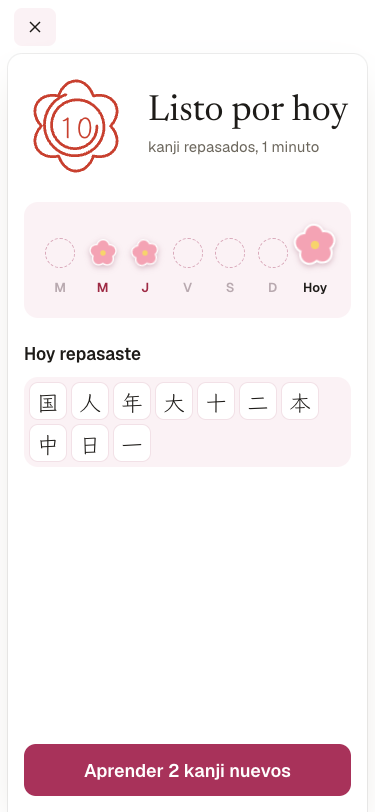 10
Listo por hoy
kanji repasados, 1 minuto
M M J V S D Hoy
Hoy repasaste
国 人 年 大 十 二 本
中 日 一
Aprender 2 kanji nuevos